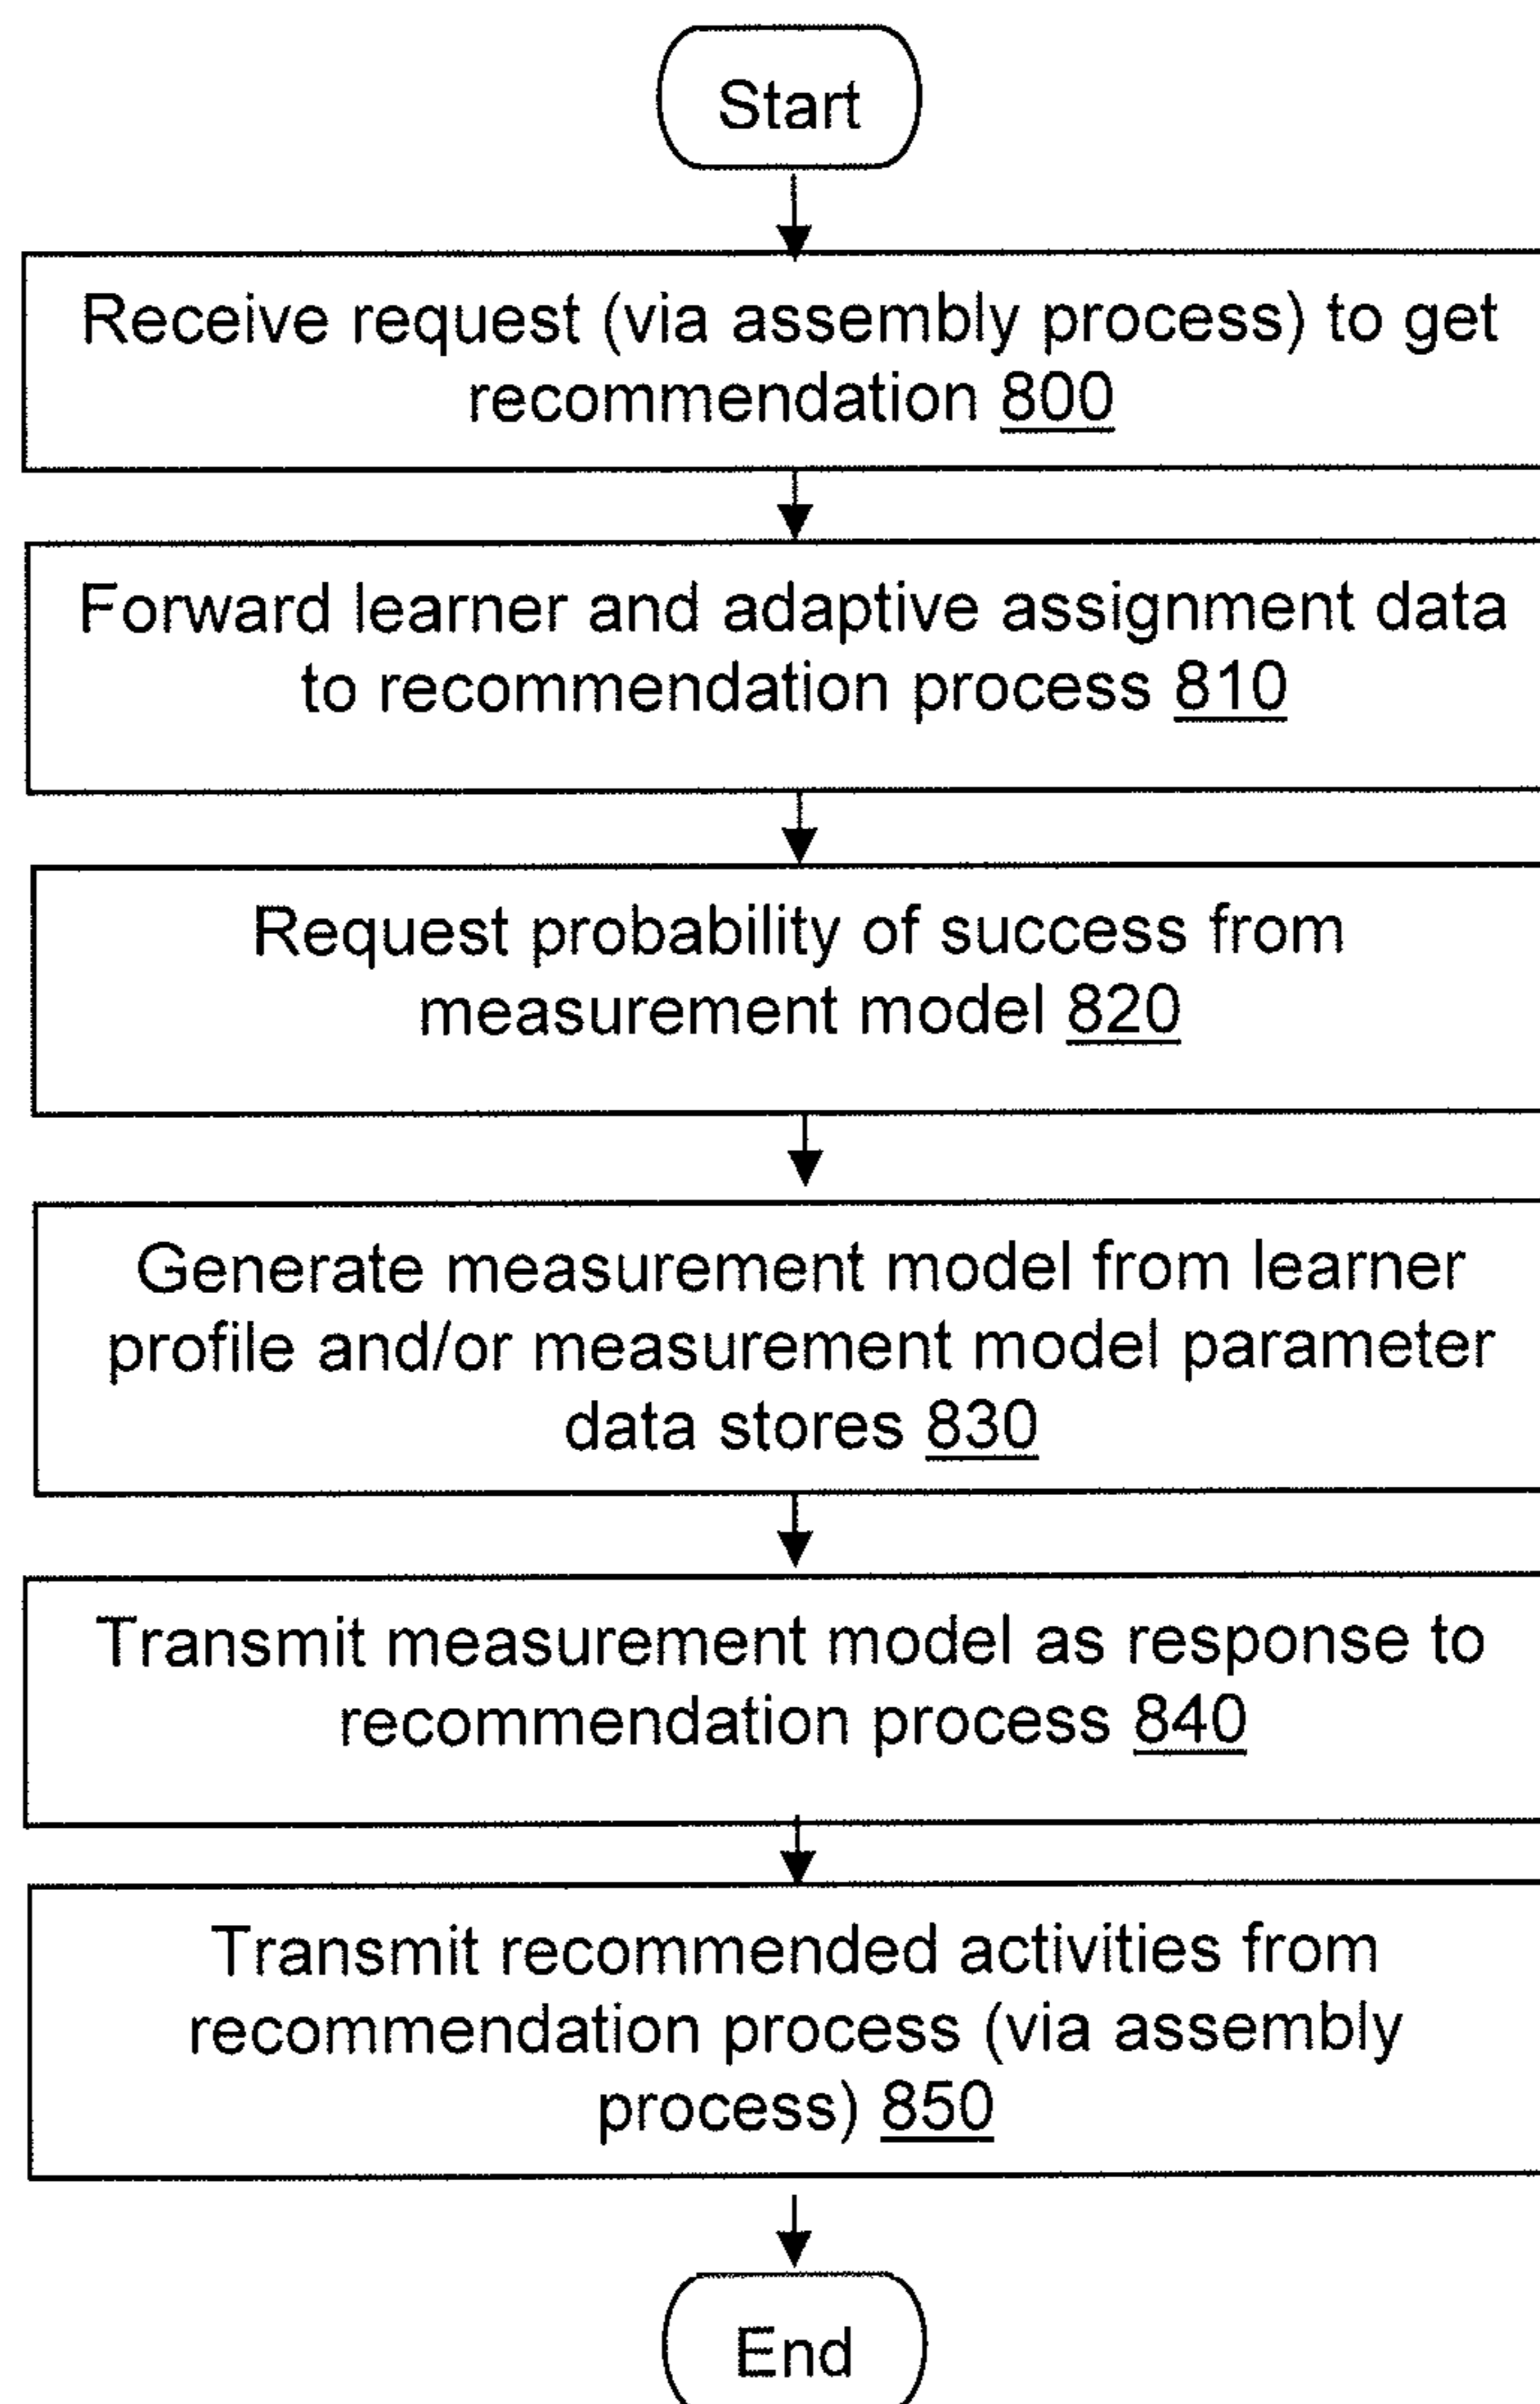 Start
Receive request (via assembly process) to get
recommendation 800
Forward learner and adaptive assignment data
to recommendation process 810
Request probability of success from
measurement model 820
Generate measurement model from learner
profile and/or measurement model parameter
data stores 830
Transmit measurement model as response to
recommendation process 840
Transmit recommended activities from
recommendation process (via assembly
process) 850
End